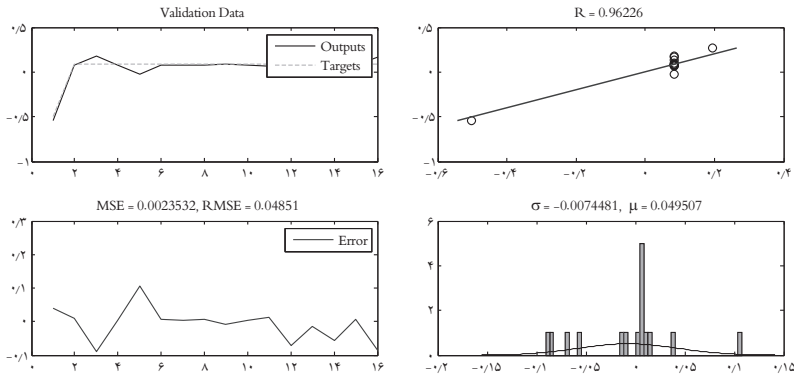 Validation Data
۰/۵
۰
-۰/۵
-۱
۰ ۲ ۴ ۶ ۸ ۱۰ ۱۲ ۱۴ ۱۶
Outputs
Targets
R = 0.96226
۰/۵
۰
-۰/۵
-۱
-۰/۶ -۰/۴ -۰/۲ ۰ ۰/۲ ۰/۴
MSE = 0.0023532, RMSE = 0.04851
۰/۳
۰/۲
۰/۱
۰
-۰/۱
۰ ۲ ۴ ۶ ۸ ۱۰ ۱۲ ۱۴ ۱۶
Error
σ = -0.0074481, μ = 0.049507
۶
۴
۲
۰
-۰/۲ -۰/۱۵ -۰/۱ -۰/۰۵ ۰ ۰/۰۵ ۰/۱ ۰/۱۵